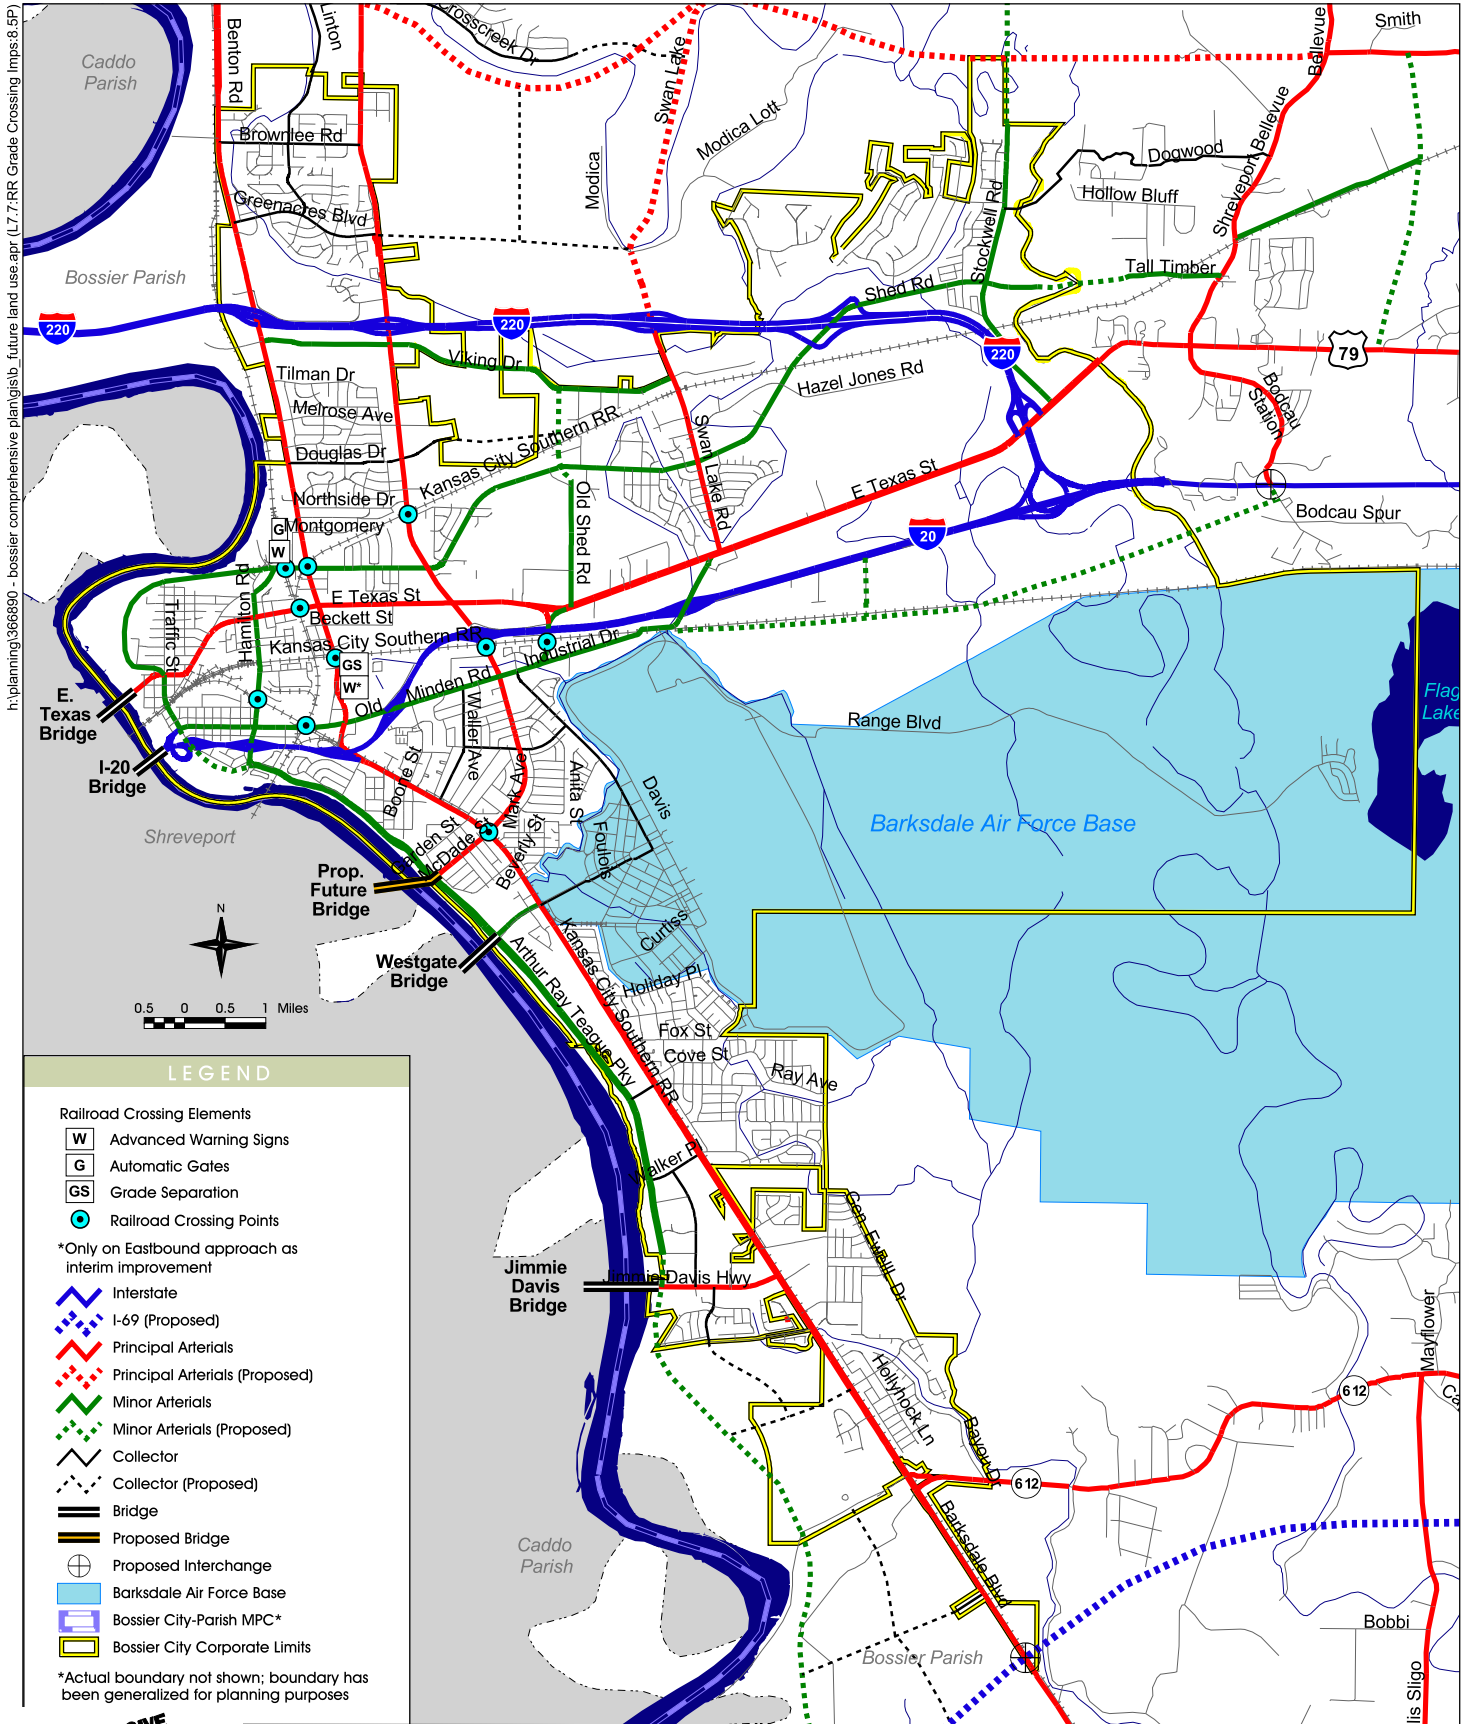 h:\planning\366890 - bossier comprehensive plan\gis\b_future land use.apr (L7.7:RR Grade Crossing Imps:8.5P)
Caddo
Parish
Benton Rd
Linton
Crosscreek Dr
Swan Lake
Bellevue
Smith
Brownlee Rd
Modica Lott
Modica
Dogwood
Hollow Bluff
Shreveport-Bellevue
Greenacres Blvd
Stockwell Rd
Tall Timber
Bossier Parish
Shed Rd
220
220
220
79
Viking Dr
Tilman Dr
Hazel Jones Rd
Melrose Ave
Bodcau
Station
Kansas City Southern RR
Swan Lake Rd
Douglas Dr
E Texas St
Northside Dr
Old Shed Rd
Bodcau Spur
G
Montgomery
W
20
Hamilton Rd
Traffic St
E Texas St
Beckett St
Kansas City Southern RR
Industrial Dr
GS
W*
Old
Minden Rd
Waller Ave
E.
Texas
Bridge
Range Blvd
Flag
Lake
I-20
Bridge
Boone St
Mark Ave
Anita St
Davis
Shreveport
Garden St
McDade St
Beverly St
Foulois
Barksdale Air Force Base
Prop.
Future
Bridge
N
Curtiss
Westgate
Bridge
Holiday Pl
Arthur Ray Teague Pky
Kansas City Southern RR
0.5 0 0.5 1 Miles
Fox St
Cove St
Ray Ave
LEGEND
Railroad Crossing Elements
W Advanced Warning Signs
G Automatic Gates
GS Grade Separation
Railroad Crossing Points
*Only on Eastbound approach as
interim improvement
Interstate
I-69 (Proposed)
Principal Arterials
Principal Arterials (Proposed)
Minor Arterials
Minor Arterials (Proposed)
Collector
Collector (Proposed)
Bridge
Proposed Bridge
Proposed Interchange
Barksdale Air Force Base
Bossier City-Parish MPC*
Bossier City Corporate Limits
*Actual boundary not shown; boundary has
been generalized for planning purposes
Walker Pl
Jimmie
Davis
Bridge
Jimmie Davis Hwy
Gen. Ewell Dr
Mayflower
Hollyhock Ln
612
Bayou Dr
612
Barksdale Blvd
Caddo
Parish
Bobbi
Bossier Parish